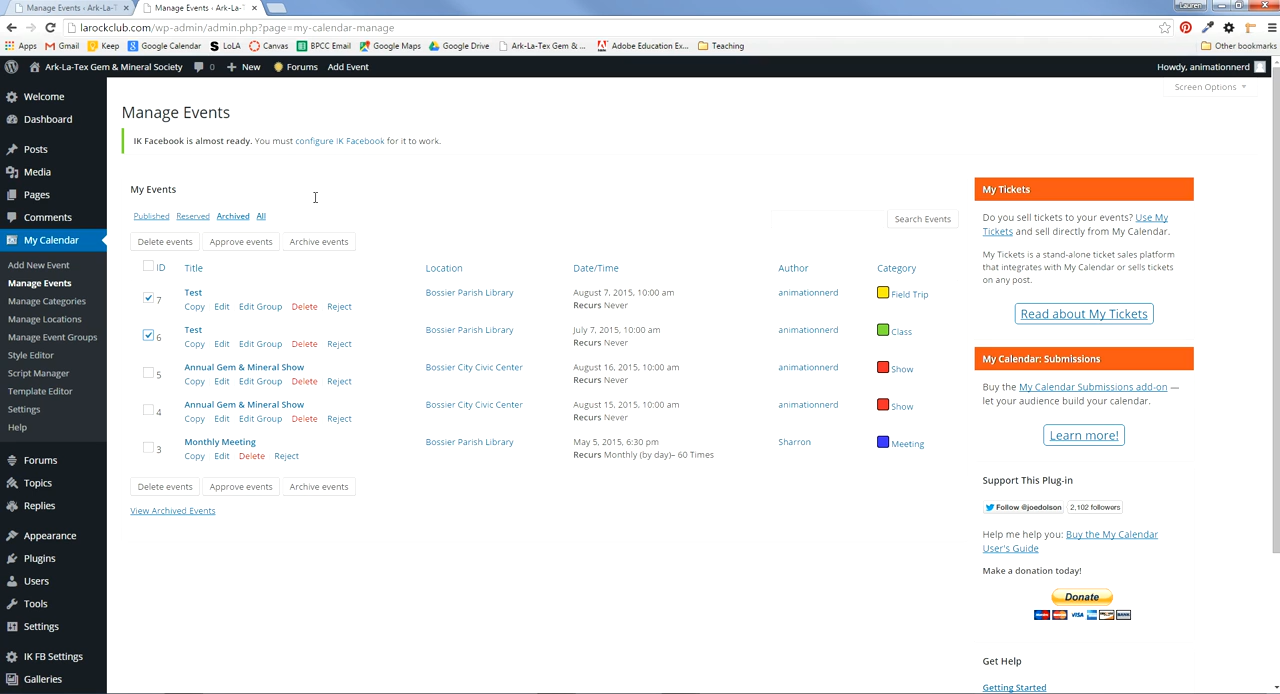 Manage Events - Ark-La-T
Manage Events - Ark-La-T
Lauren
larockclub.com/wp-admin/admin.php?page=my-calendar-manage
Apps
Gmail
Keep
Google Calendar
LoLA
Canvas
BPCC Email
Google Maps
Google Drive
Ark-La-Tex Gem & ...
Adobe Education Ex...
Teaching
Other bookmarks
Ark-La-Tex Gem & Mineral Society
0
New
Forums
Add Event
Howdy, animationnerd
Screen Options
Welcome
Dashboard
Posts
Media
Pages
Comments
My Calendar
Add New Event
Manage Events
Manage Categories
Manage Locations
Manage Event Groups
Style Editor
Script Manager
Template Editor
Settings
Help
Forums
Topics
Replies
Appearance
Plugins
Users
Tools
Settings
IK FB Settings
Galleries
Manage Events
IK Facebook is almost ready. You must configure IK Facebook for it to work.
My Events
Published Reserved Archived All
Search Events
Delete events Approve events Archive events
ID Title Location Date/Time Author Category
7 Test Bossier Parish Library August 7, 2015, 10:00 am animationnerd Field Trip
Copy Edit Edit Group Delete Reject Recurs Never
6 Test Bossier Parish Library July 7, 2015, 10:00 am animationnerd Class
Copy Edit Edit Group Delete Reject Recurs Never
5 Annual Gem & Mineral Show Bossier City Civic Center August 16, 2015, 10:00 am animationnerd Show
Copy Edit Edit Group Delete Reject Recurs Never
4 Annual Gem & Mineral Show Bossier City Civic Center August 15, 2015, 10:00 am animationnerd Show
Copy Edit Edit Group Delete Reject Recurs Never
3 Monthly Meeting Bossier Parish Library May 5, 2015, 6:30 pm Sharron Meeting
Copy Edit Delete Reject Recurs Monthly (by day)– 60 Times
Delete events Approve events Archive events
View Archived Events
My Tickets
Do you sell tickets to your events? Use My
Tickets and sell directly from My Calendar.
My Tickets is a stand-alone ticket sales platform
that integrates with My Calendar or sells tickets
on any post.
Read about My Tickets
My Calendar: Submissions
Buy the My Calendar Submissions add-on —
let your audience build your calendar.
Learn more!
Support This Plug-in
Follow @joedolson 2,102 followers
Help me help you: Buy the My Calendar
User's Guide
Make a donation today!
Donate
VISA
Get Help
Getting Started